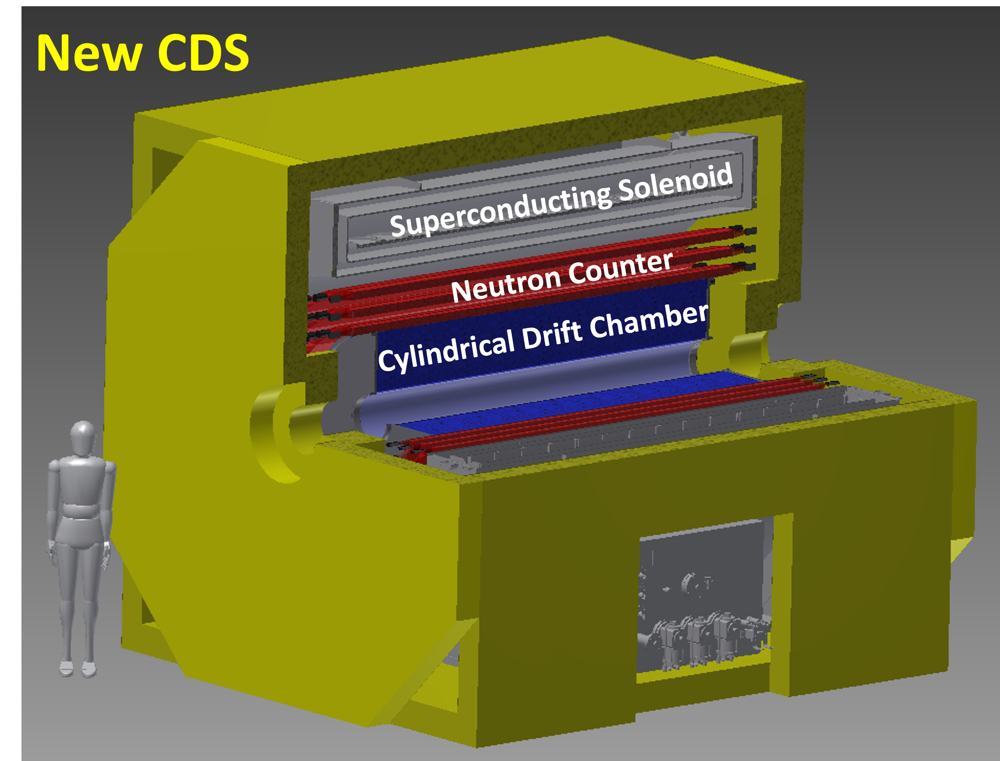 New CDS
Superconducting Solenoid
Neutron Counter
Cylindrical Drift Chamber